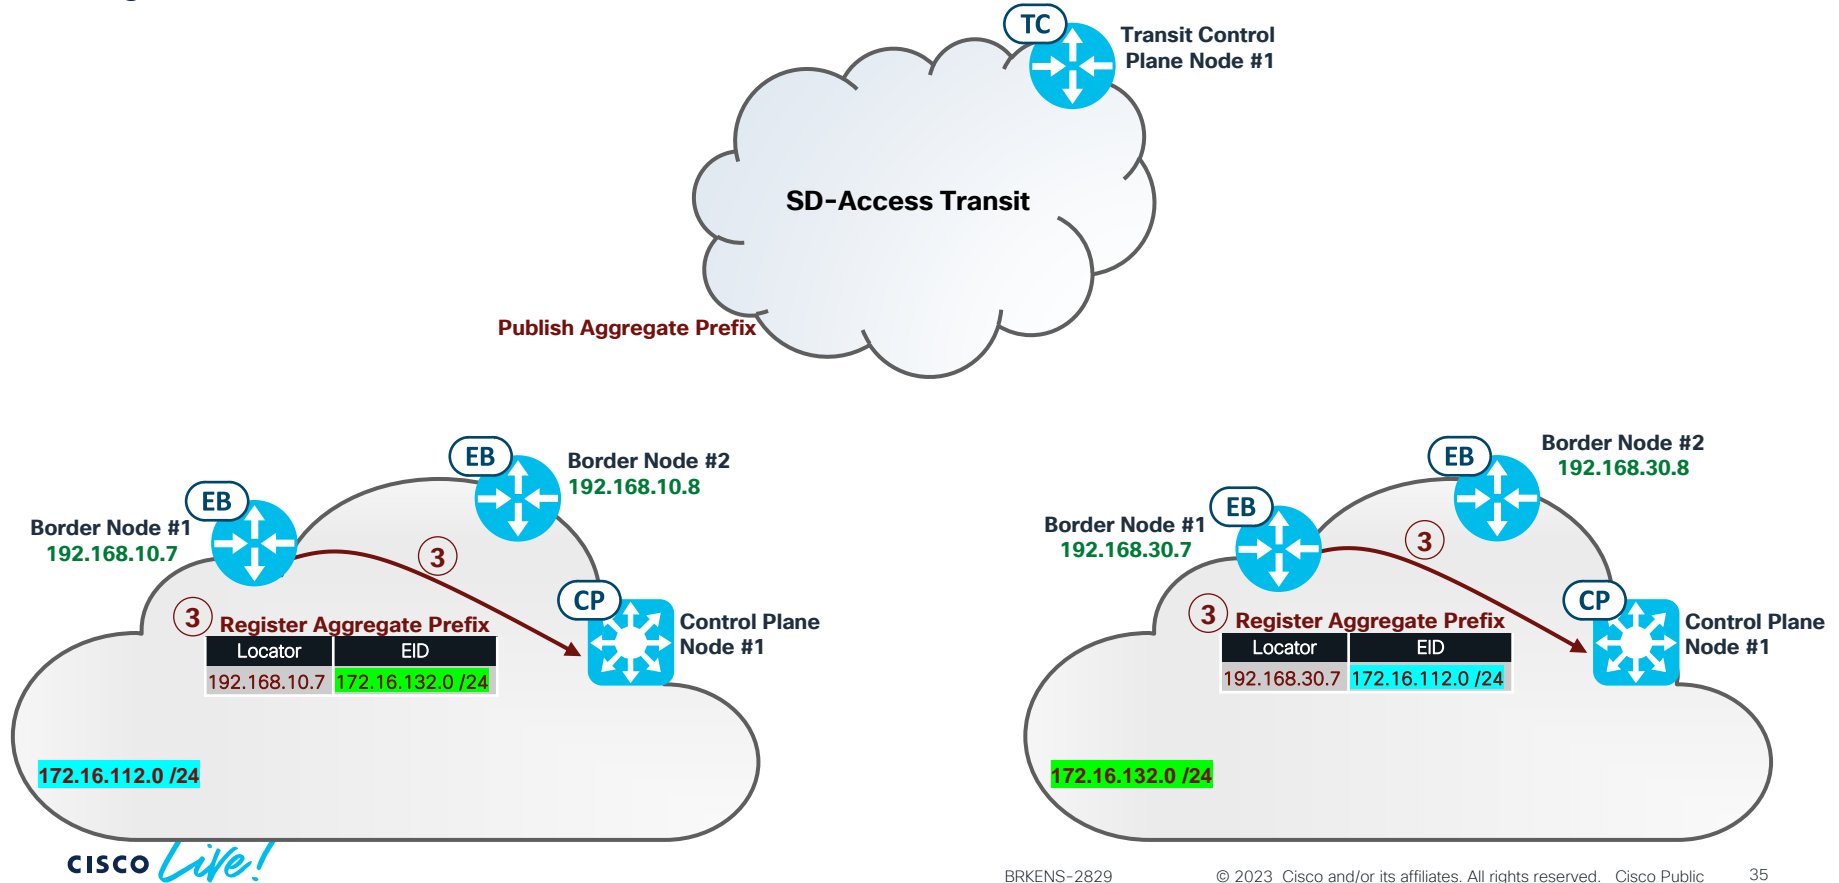 TC
Transit Control
Plane Node #1
SD-Access Transit
Publish Aggregate Prefix
EB
Border Node #2
192.168.10.8
EB
Border Node #1
192.168.10.7
3
CP
Control Plane
Node #1
3 Register Aggregate Prefix
Locator EID
192.168.10.7 172.16.132.0 /24
172.16.112.0 /24
EB
Border Node #2
192.168.30.8
EB
Border Node #1
192.168.30.7
3
CP
Control Plane
Node #1
3 Register Aggregate Prefix
Locator EID
192.168.30.7 172.16.112.0 /24
172.16.132.0 /24
CISCO Live!
BRKENS-2829 © 2023 Cisco and/or its affiliates. All rights reserved. Cisco Public 35